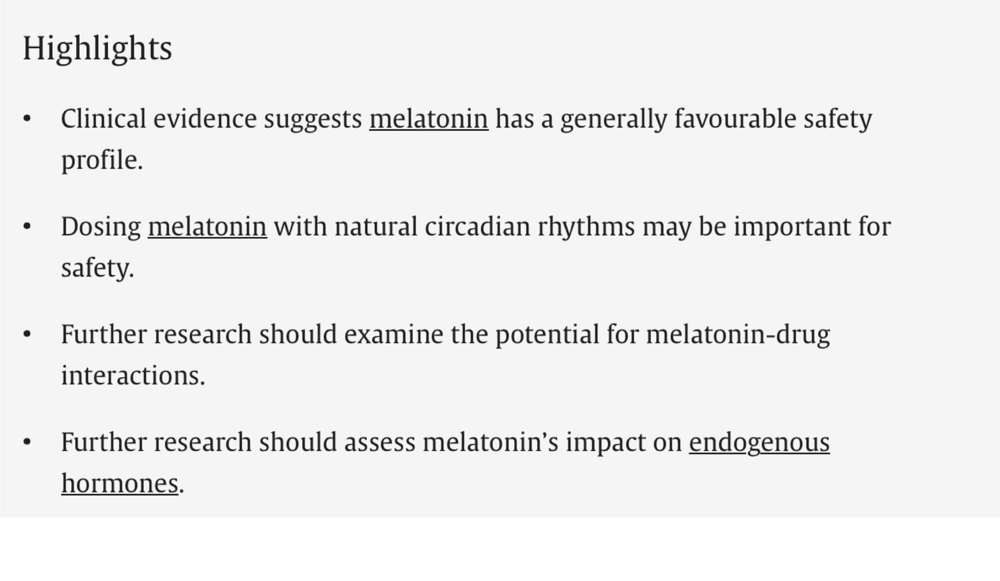 Highlights
• Clinical evidence suggests melatonin has a generally favourable safety
profile.
• Dosing melatonin with natural circadian rhythms may be important for
safety.
• Further research should examine the potential for melatonin-drug
interactions.
• Further research should assess melatonin’s impact on endogenous
hormones.